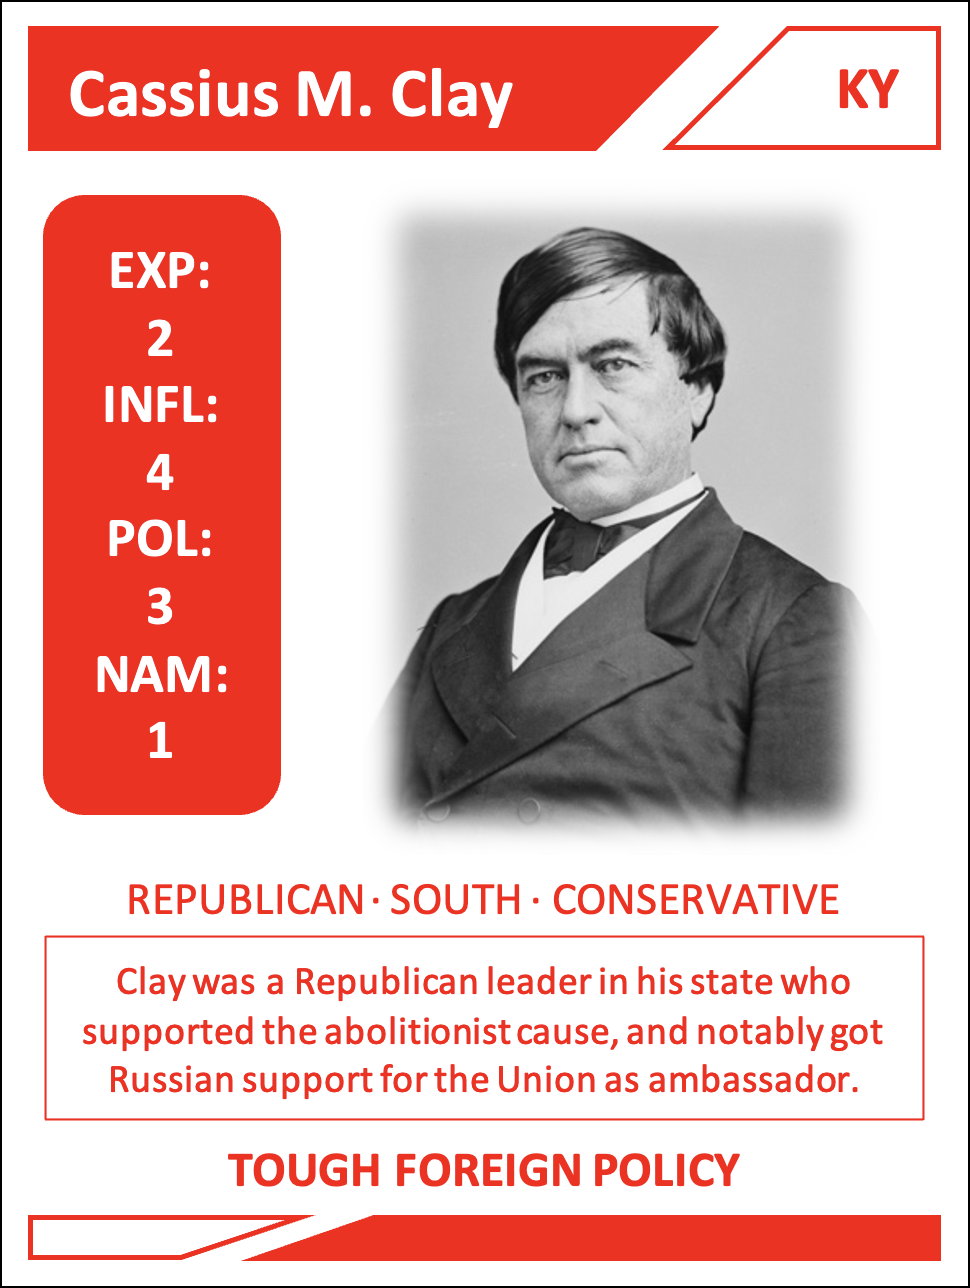 Cassius M. Clay
KY
EXP:
2
INFL:
4
POL:
3
NAM:
1
REPUBLICAN · SOUTH · CONSERVATIVE
Clay was a Republican leader in his state who
supported the abolitionist cause, and notably got
Russian support for the Union as ambassador.
TOUGH FOREIGN POLICY